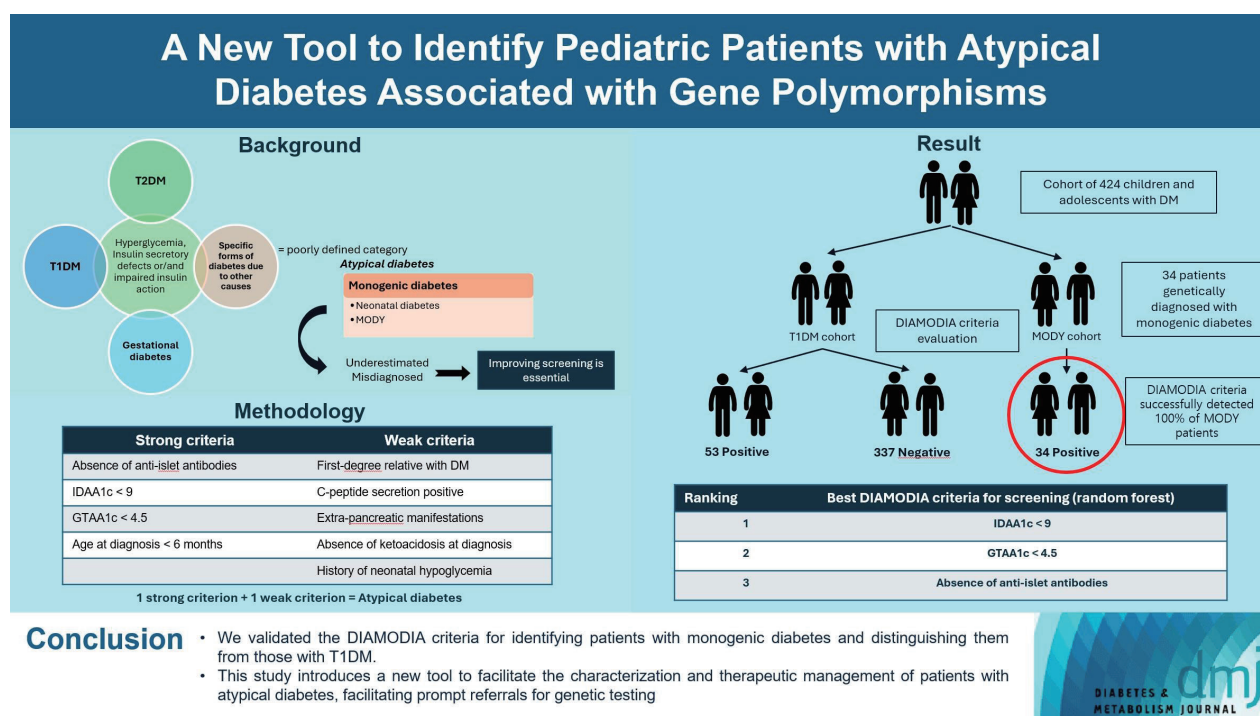 A New Tool to Identify Pediatric Patients with Atypical
Diabetes Associated with Gene Polymorphisms
Background
T2DM
T1DM
Hyperglycemia,
Insulin secretory
defects or/and
impaired insulin
action
Specific
forms of
diabetes due
to other
causes
Gestational
diabetes
= poorly defined category
Atypical diabetes
Monogenic diabetes
• Neonatal diabetes
• MODY
Underestimated
Misdiagnosed
Improving screening is
essential
Methodology
Strong criteria Weak criteria
Absence of anti-islet antibodies First-degree relative with DM
IDAA1c < 9 C-peptide secretion positive
GTAA1c < 4.5 Extra-pancreatic manifestations
Age at diagnosis < 6 months Absence of ketoacidosis at diagnosis
History of neonatal hypoglycemia
1 strong criterion + 1 weak criterion = Atypical diabetes
Result
Cohort of 424 children and
adolescents with DM
T1DM cohort
DIAMODIA criteria
evaluation
MODY cohort
34 patients
genetically
diagnosed with
monogenic diabetes
53 Positive
337 Negative
34 Positive
DIAMODIA criteria
successfully detected
100% of MODY
patients
Ranking Best DIAMODIA criteria for screening (random forest)
1 IDAA1c < 9
2 GTAA1c < 4.5
3 Absence of anti-islet antibodies
Conclusion
• We validated the DIAMODIA criteria for identifying patients with monogenic diabetes and distinguishing them
from those with T1DM.
• This study introduces a new tool to facilitate the characterization and therapeutic management of patients with
atypical diabetes, facilitating prompt referrals for genetic testing
dmj
DIABETES &
METABOLISM JOURNAL